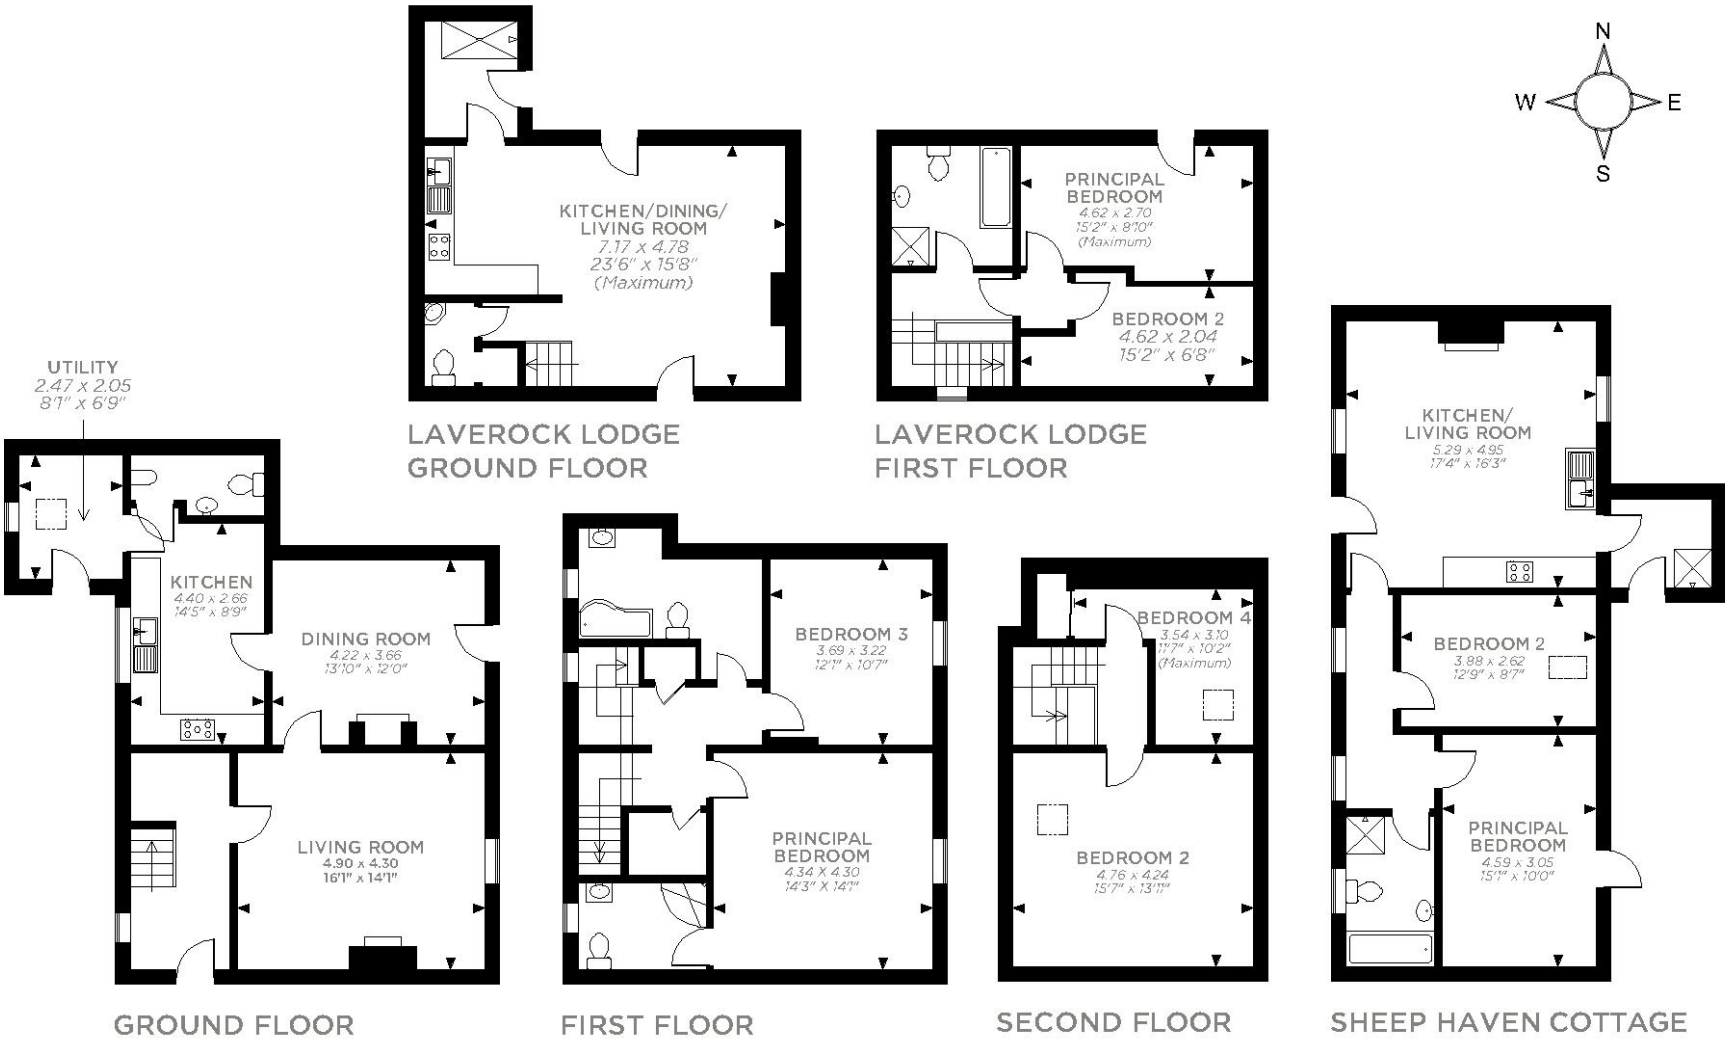 N
W E
S
KITCHEN/DINING/
LIVING ROOM
7.17 x 4.78
23'6" x 15'8"
(Maximum)
LAVEROCK LODGE
GROUND FLOOR
PRINCIPAL
BEDROOM
4.62 x 2.70
15'2" x 8'10"
(Maximum)
BEDROOM 2
4.62 x 2.04
15'2" x 6'8"
LAVEROCK LODGE
FIRST FLOOR
UTILITY
2.47 x 2.05
8'1" x 6'9"
KITCHEN
4.40 x 2.66
14'5" x 8'9"
DINING ROOM
4.22 x 3.66
13'10" x 12'0"
LIVING ROOM
4.90 x 4.30
16'1" x 14'1"
GROUND FLOOR
BEDROOM 3
3.69 x 3.22
12'1" x 10'7"
PRINCIPAL
BEDROOM
4.34 X 4.30
14'3" X 14'1"
FIRST FLOOR
BEDROOM 4
3.54 x 3.10
11'7" x 10'2"
(Maximum)
BEDROOM 2
4.76 x 4.24
15'7" x 13'11"
SECOND FLOOR
KITCHEN/
LIVING ROOM
5.29 x 4.95
17'4" x 16'3"
BEDROOM 2
3.88 x 2.62
12'9" x 8'7"
PRINCIPAL
BEDROOM
4.59 x 3.05
15'1" x 10'0"
SHEEP HAVEN COTTAGE